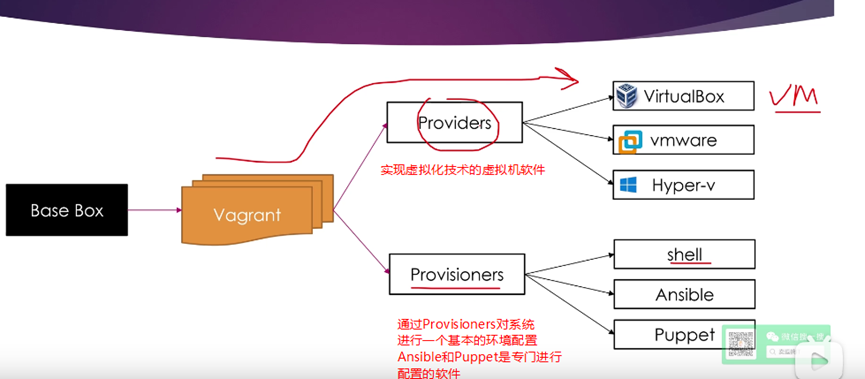 VirtualBox
VM
Providers
vmware
实现虚拟化技术的虚拟机软件
Hyper-v
Base Box
Vagrant
shell
Provisioners
Ansible
通过Provisioners对系统
进行一个基本的环境配置
Ansible和Puppet是专门进行
配置的软件
Puppet